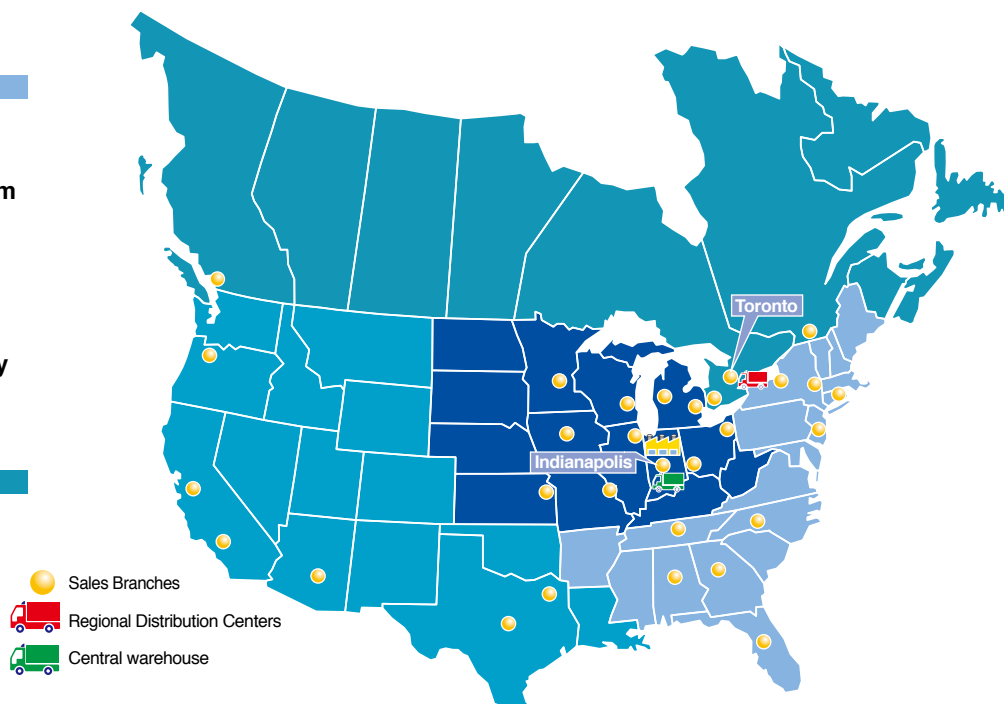 m
y
Toronto
Indianapolis
Sales Branches
Regional Distribution Centers
Central warehouse